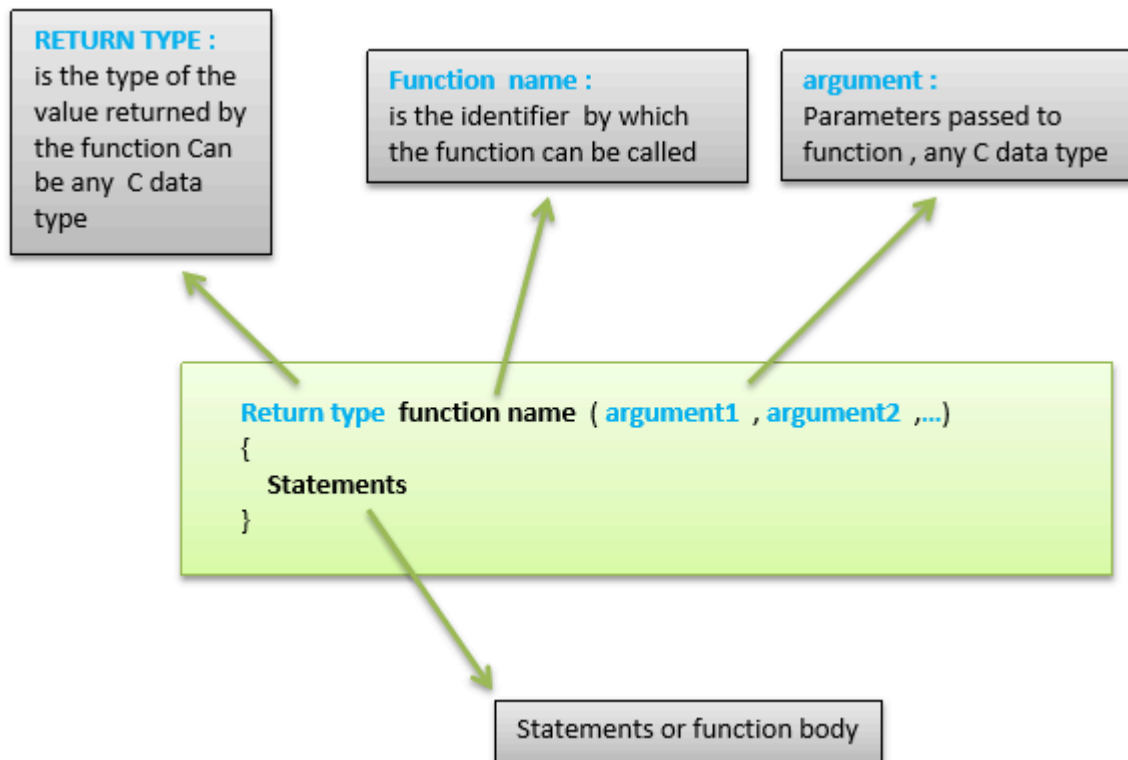 RETURN TYPE :
is the type of the
value returned by
the function Can
be any C data
type
Function name :
is the identifier by which
the function can be called
argument :
Parameters passed to
function , any C data type
Return type function name ( argument1 , argument2 ,...)
{
Statements
}
Statements or function body